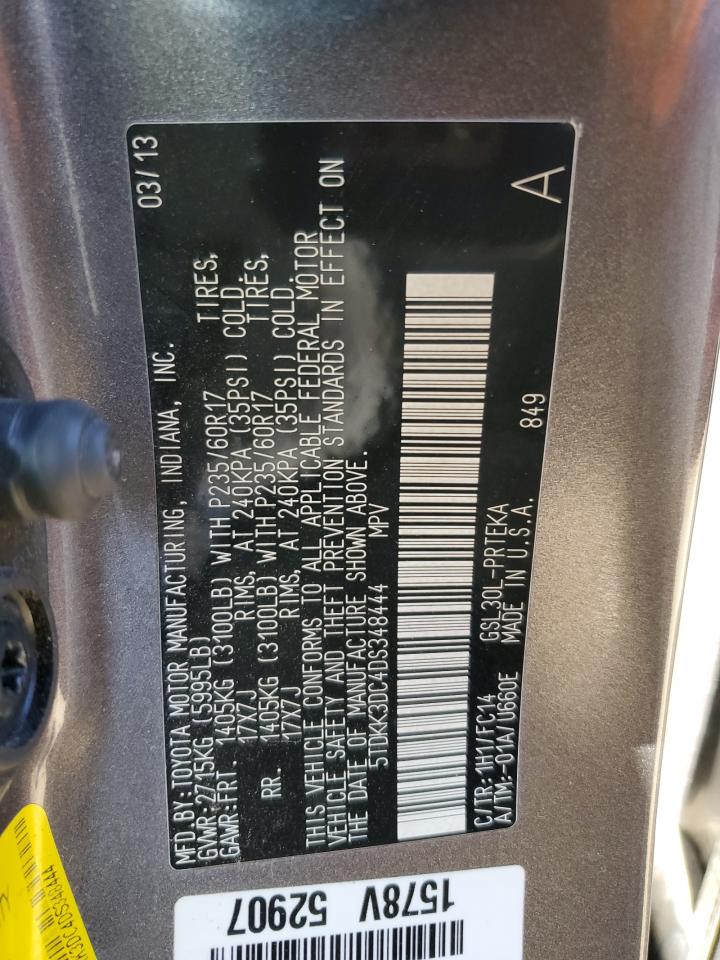 MFD.BY:TOYOTA MOTOR MANUFACTURING, INDIANA, INC. 03/13
GVWR:2715KG (5995LB)
GAWR:FRT. 1405KG (3100LB) WITH P235/60R17 TIRES,
17X7J RIMS, AT 240KPA (35PSI) COLD.
RR. 1405KG (3100LB) WITH P235/60R17 TIRES,
17X7J RIMS, AT 240KPA (35PSI) COLD.
THIS VEHICLE CONFORMS TO ALL APPLICABLE FEDERAL MOTOR
VEHICLE SAFETY AND THEFT PREVENTION STANDARDS IN EFFECT ON
THE DATE OF MANUFACTURE SHOWN ABOVE.
5TDKK3DC4DS348444 MPV
C/TR:1H1/FC14 GSL30L-PRTEKA 849
A/TM:-01A/U660E MADE IN U.S.A. A
1578V
52907
K3DC4DS348444